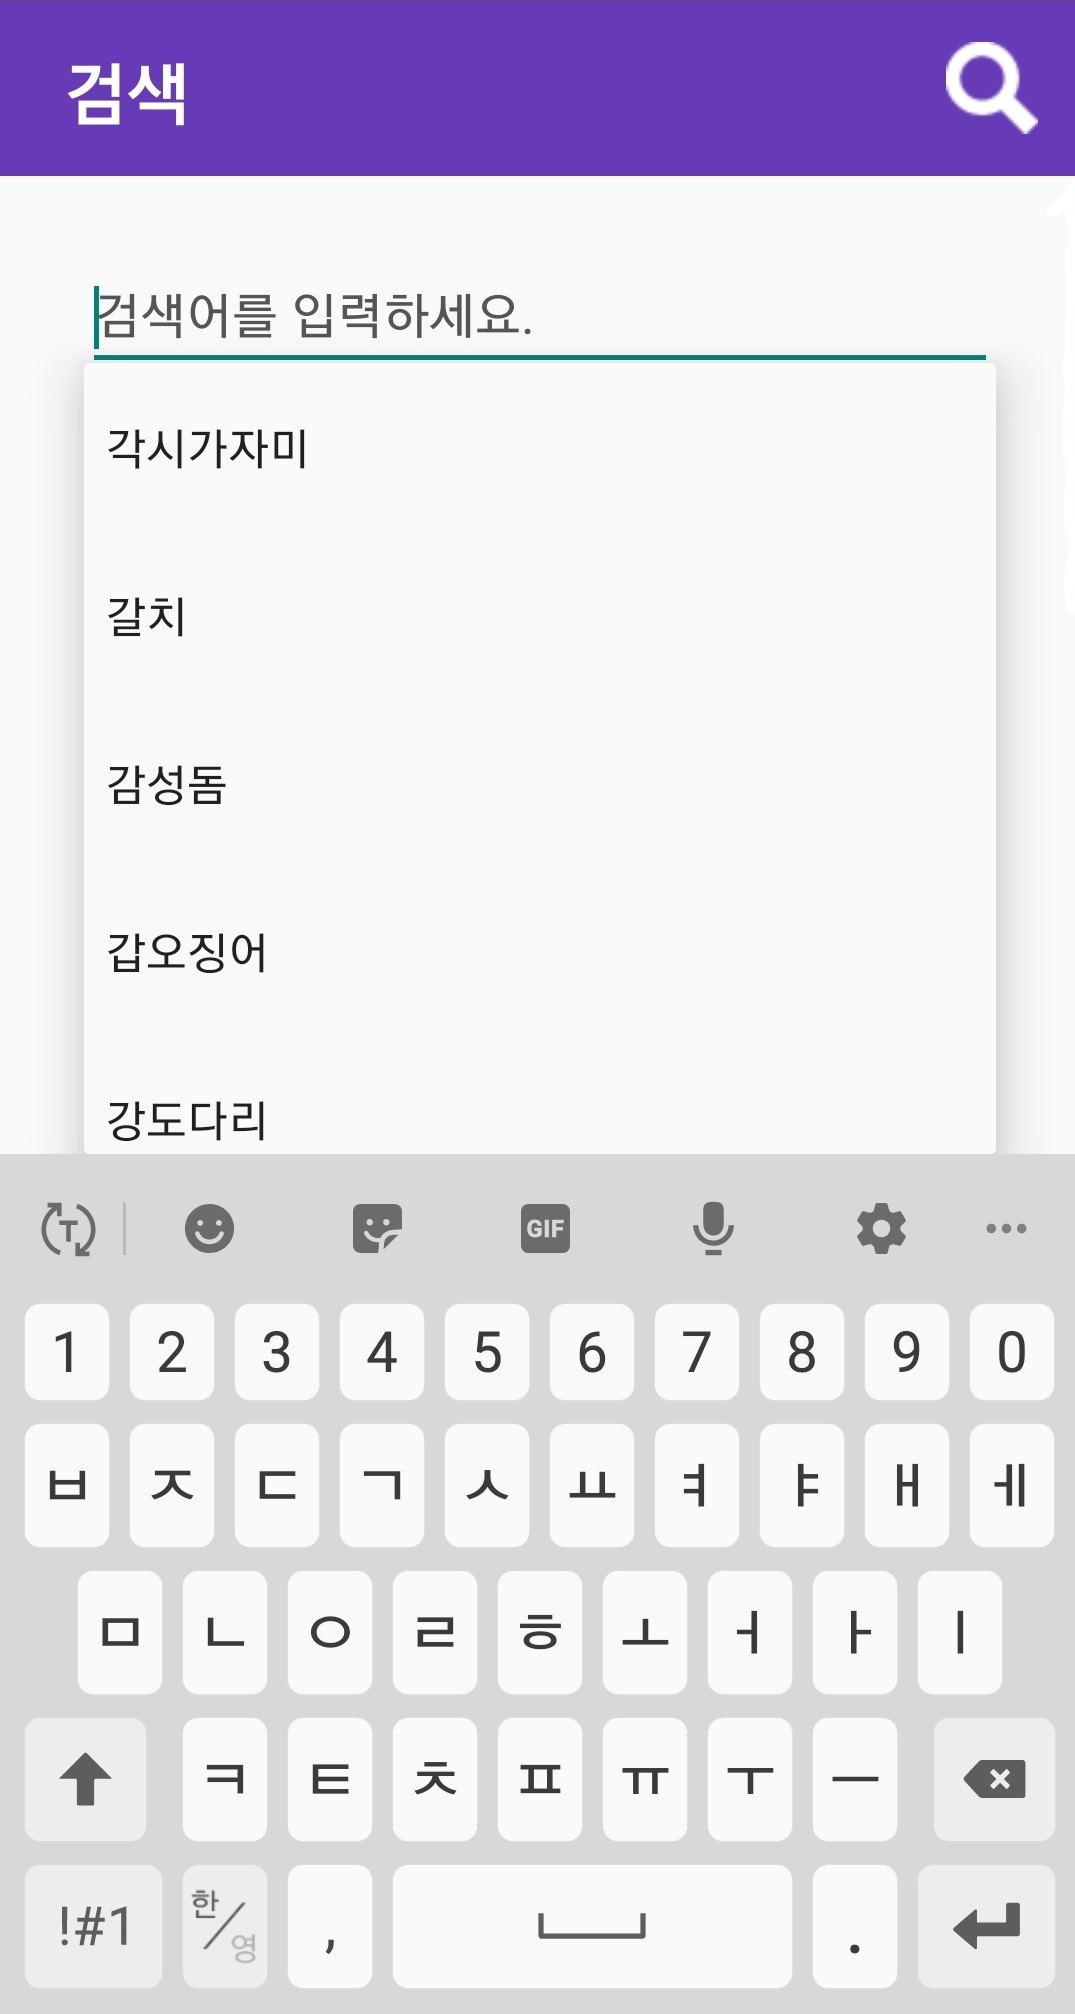 검색
검색어를 입력하세요.
각시가자미
갈치
감성돔
갑오징어
강도다리
T GIF
1 2 3 4 5 6 7 8 9 0
ㅂ ㅈ ㄷ ㄱ ㅅ ㅛ ㅕ ㅑ ㅐ ㅔ
ㅁ ㄴ ㅇ ㄹ ㅎ ㅗ ㅓ ㅏ ㅣ
ㅋ ㅌ ㅊ ㅍ ㅠ ㅜ ㅡ
!#1 한/영 , .